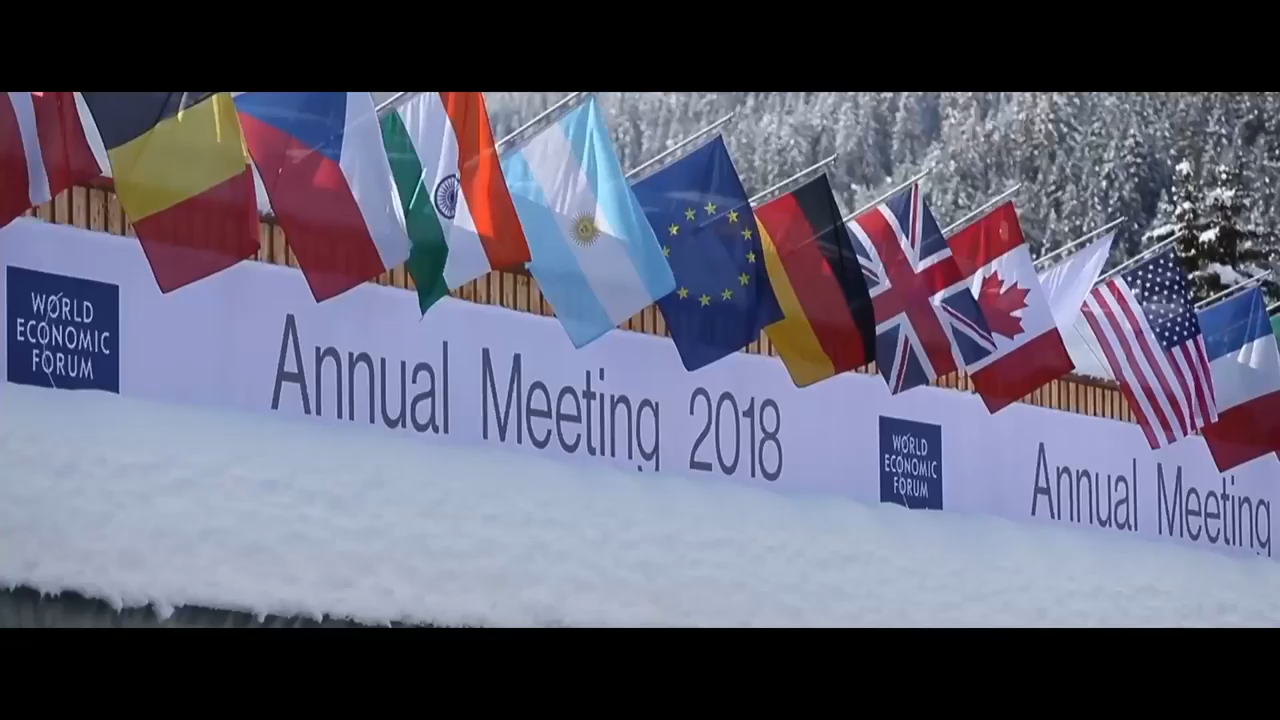 WORLD
ECONOMIC
FORUM
Annual Meeting 2018
WORLD
ECONOMIC
FORUM
Annual Meeting